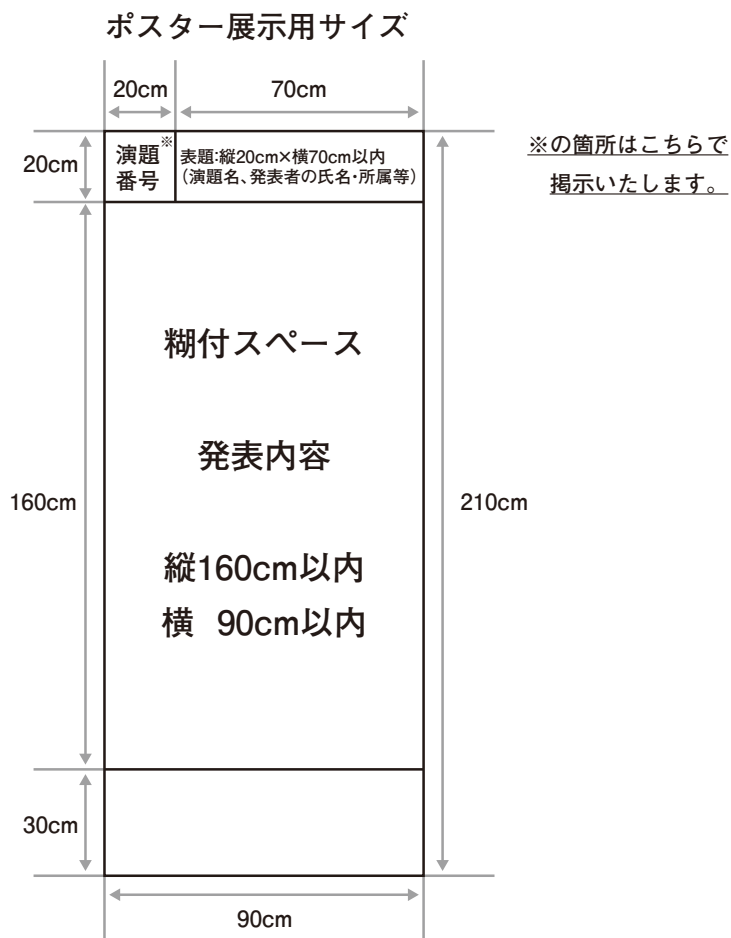 ポスター展示用サイズ
20cm
70cm
20cm
演題※
番号
表題:縦20cm×横70cm以内
(演題名、発表者の氏名・所属等)
※の箇所はこちらで
掲示いたします。
糊付スペース
発表内容
160cm
210cm
縦160cm以内
横 90cm以内
30cm
90cm